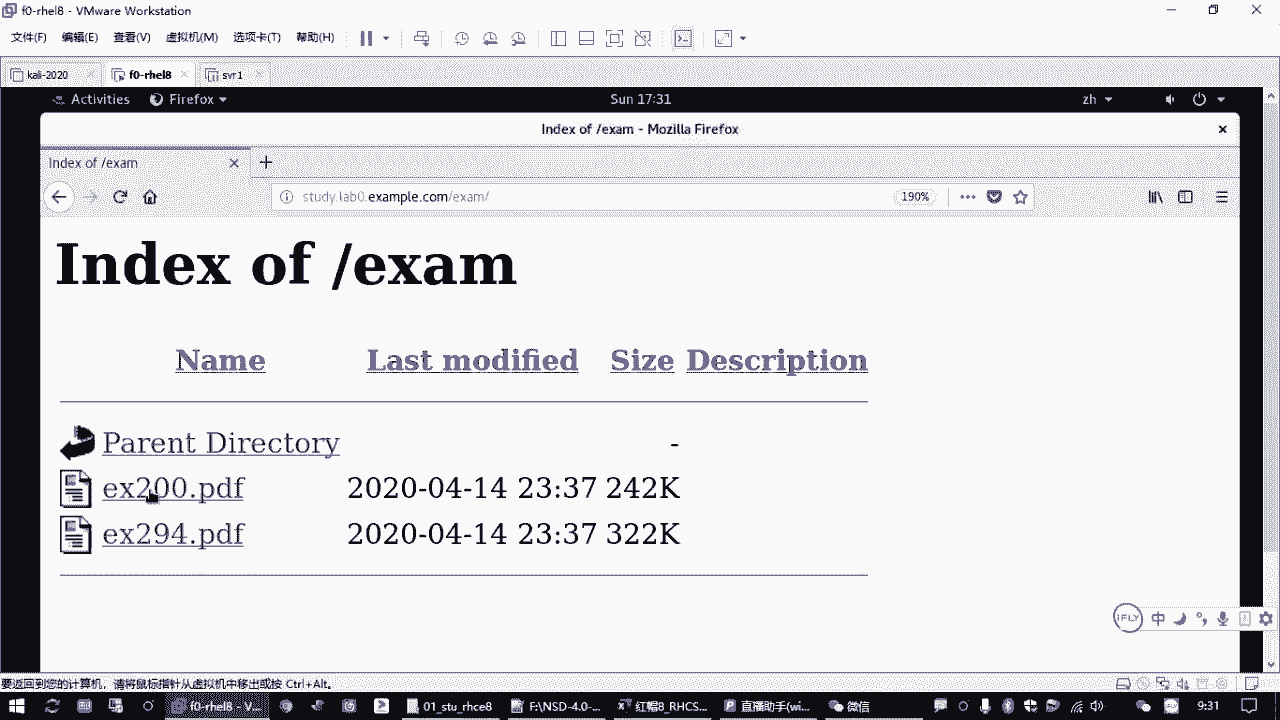 f0-rhel8 - VMware Workstation
文件(F) 编辑(E) 查看(V) 虚拟机(M) 选项卡(T) 帮助(H)
kali-2020 f0-rhel8 svr1
Activities Firefox Sun 17:31 zh
Index of /exam - Mozilla Firefox
Index of /exam
study.lab0.example.com/exam/ 190%
Index of /exam
Name Last modified Size Description
Parent Directory -
ex200.pdf 2020-04-14 23:37 242K
ex294.pdf 2020-04-14 23:37 322K
iFLY 中
要返回到您的计算机，请将鼠标指针从虚拟机中移出或按 Ctrl+Alt。
f0-rhel8 - V... 01_stu_rhce8 F:\NSD-4.0-... 红帽8_RHCS... 直播助手(wi... 微信 9:31